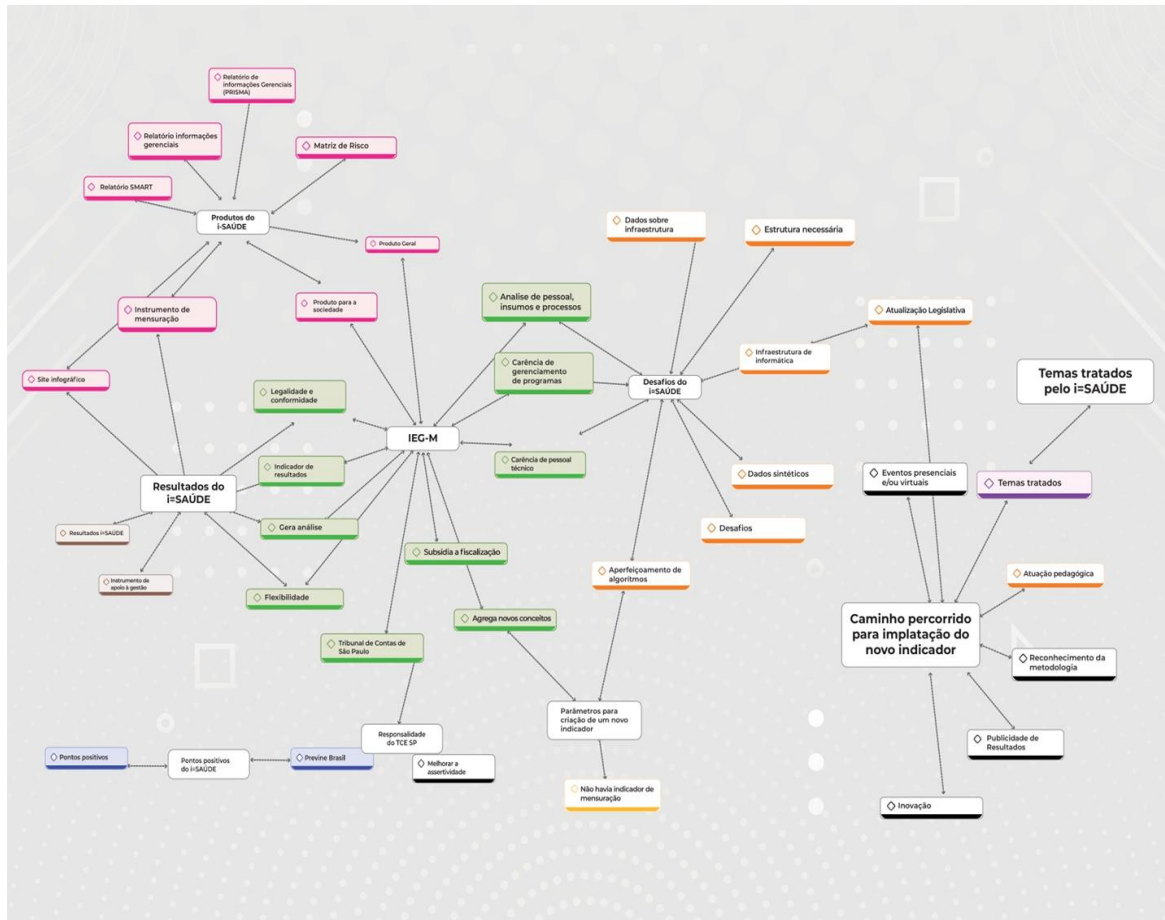 Relatório de
informações Gerenciais
(PRISMA)
Relatório informações
gerenciais
Matriz de Risco
Relatório SMART
Produtos do
i-SAÚDE
Produto Geral
Instrumento de
mensuração
Produto para a
sociedade
Site infográfico
Dados sobre
infraestrutura
Estrutura necessária
Analise de pessoal,
insumos e processos
Atualização Legislativa
Carência de
gerenciamento
de programas
Infraestrutura de
informática
Desafios do
i=SAÚDE
Temas tratados
pelo i=SAÚDE
Legalidade e
conformidade
IEG-M
Indicador de
resultados
Carência de pessoal
técnico
Dados sintéticos
Eventos presenciais
e/ou virtuais
Temas tratados
Resultados do
i=SAÚDE
Resultados i=SAÚDE
Gera análise
Desafios
Instrumento de
apoio à gestão
Subsidia a fiscalização
Flexibilidade
Aperfeiçoamento de
algoritmos
Atuação pedagógica
Agrega novos conceitos
Caminho percorrido
para implatação do
novo indicador
Tribunal de Contas de
São Paulo
Reconhecimento da
metodologia
Parâmetros para
criação de um novo
indicador
Responsalidade
do TCE SP
Publicidade de
Resultados
Pontos positivos
Pontos positivos
do i=SAÚDE
Previne Brasil
Melhorar a
assertividade
Não havia indicador de
mensuração
Inovação